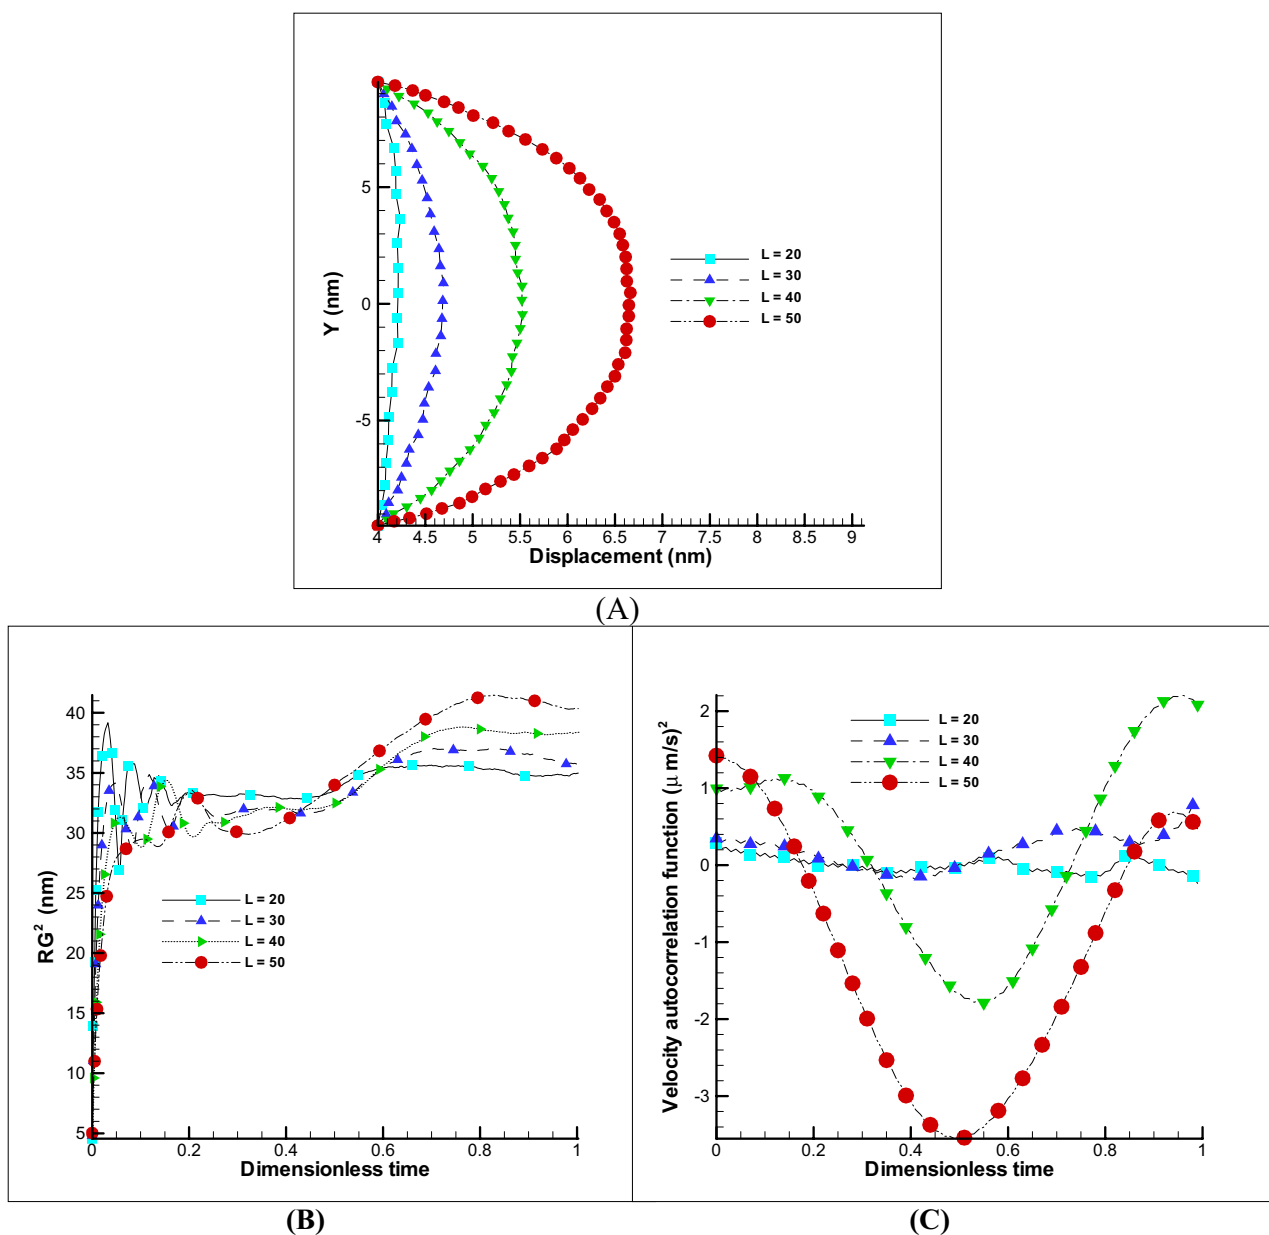 5
0
-5
Y (nm)
L = 20
L = 30
L = 40
L = 50
4 4.5 5 5.5 6 6.5 7 7.5 8 8.5 9
Displacement (nm)
(A)
40
35
30
25
20
15
10
5
RG² (nm)
L = 20
L = 30
L = 40
L = 50
0 0.2 0.4 0.6 0.8 1
Dimensionless time
(B)
2
1
0
-1
-2
-3
Velocity autocorrelation function (μ m/s)²
L = 20
L = 30
L = 40
L = 50
0 0.2 0.4 0.6 0.8 1
Dimensionless time
(C)